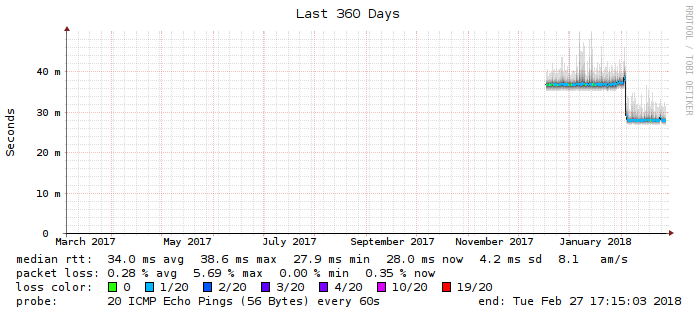 Last 360 Days
RRDTOOL / TOBI OETIKER
Seconds
40 m
30 m
20 m
10 m
0
March 2017 May 2017 July 2017 September 2017 November 2017 January 2018
median rtt: 34.0 ms avg 38.6 ms max 27.9 ms min 28.0 ms now 4.2 ms sd 8.1 am/s
packet loss: 0.28 % avg 5.69 % max 0.00 % min 0.35 % now
loss color: 0 1/20 2/20 3/20 4/20 10/20 19/20
probe: 20 ICMP Echo Pings (56 Bytes) every 60s end: Tue Feb 27 17:15:03 2018